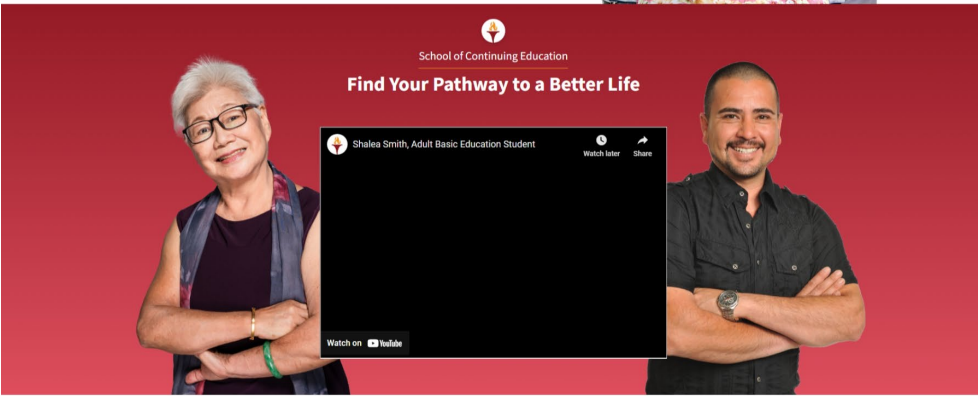 School of Continuing Education
Find Your Pathway to a Better Life
Shalea Smith, Adult Basic Education Student
Watch later
Share
Watch on YouTube